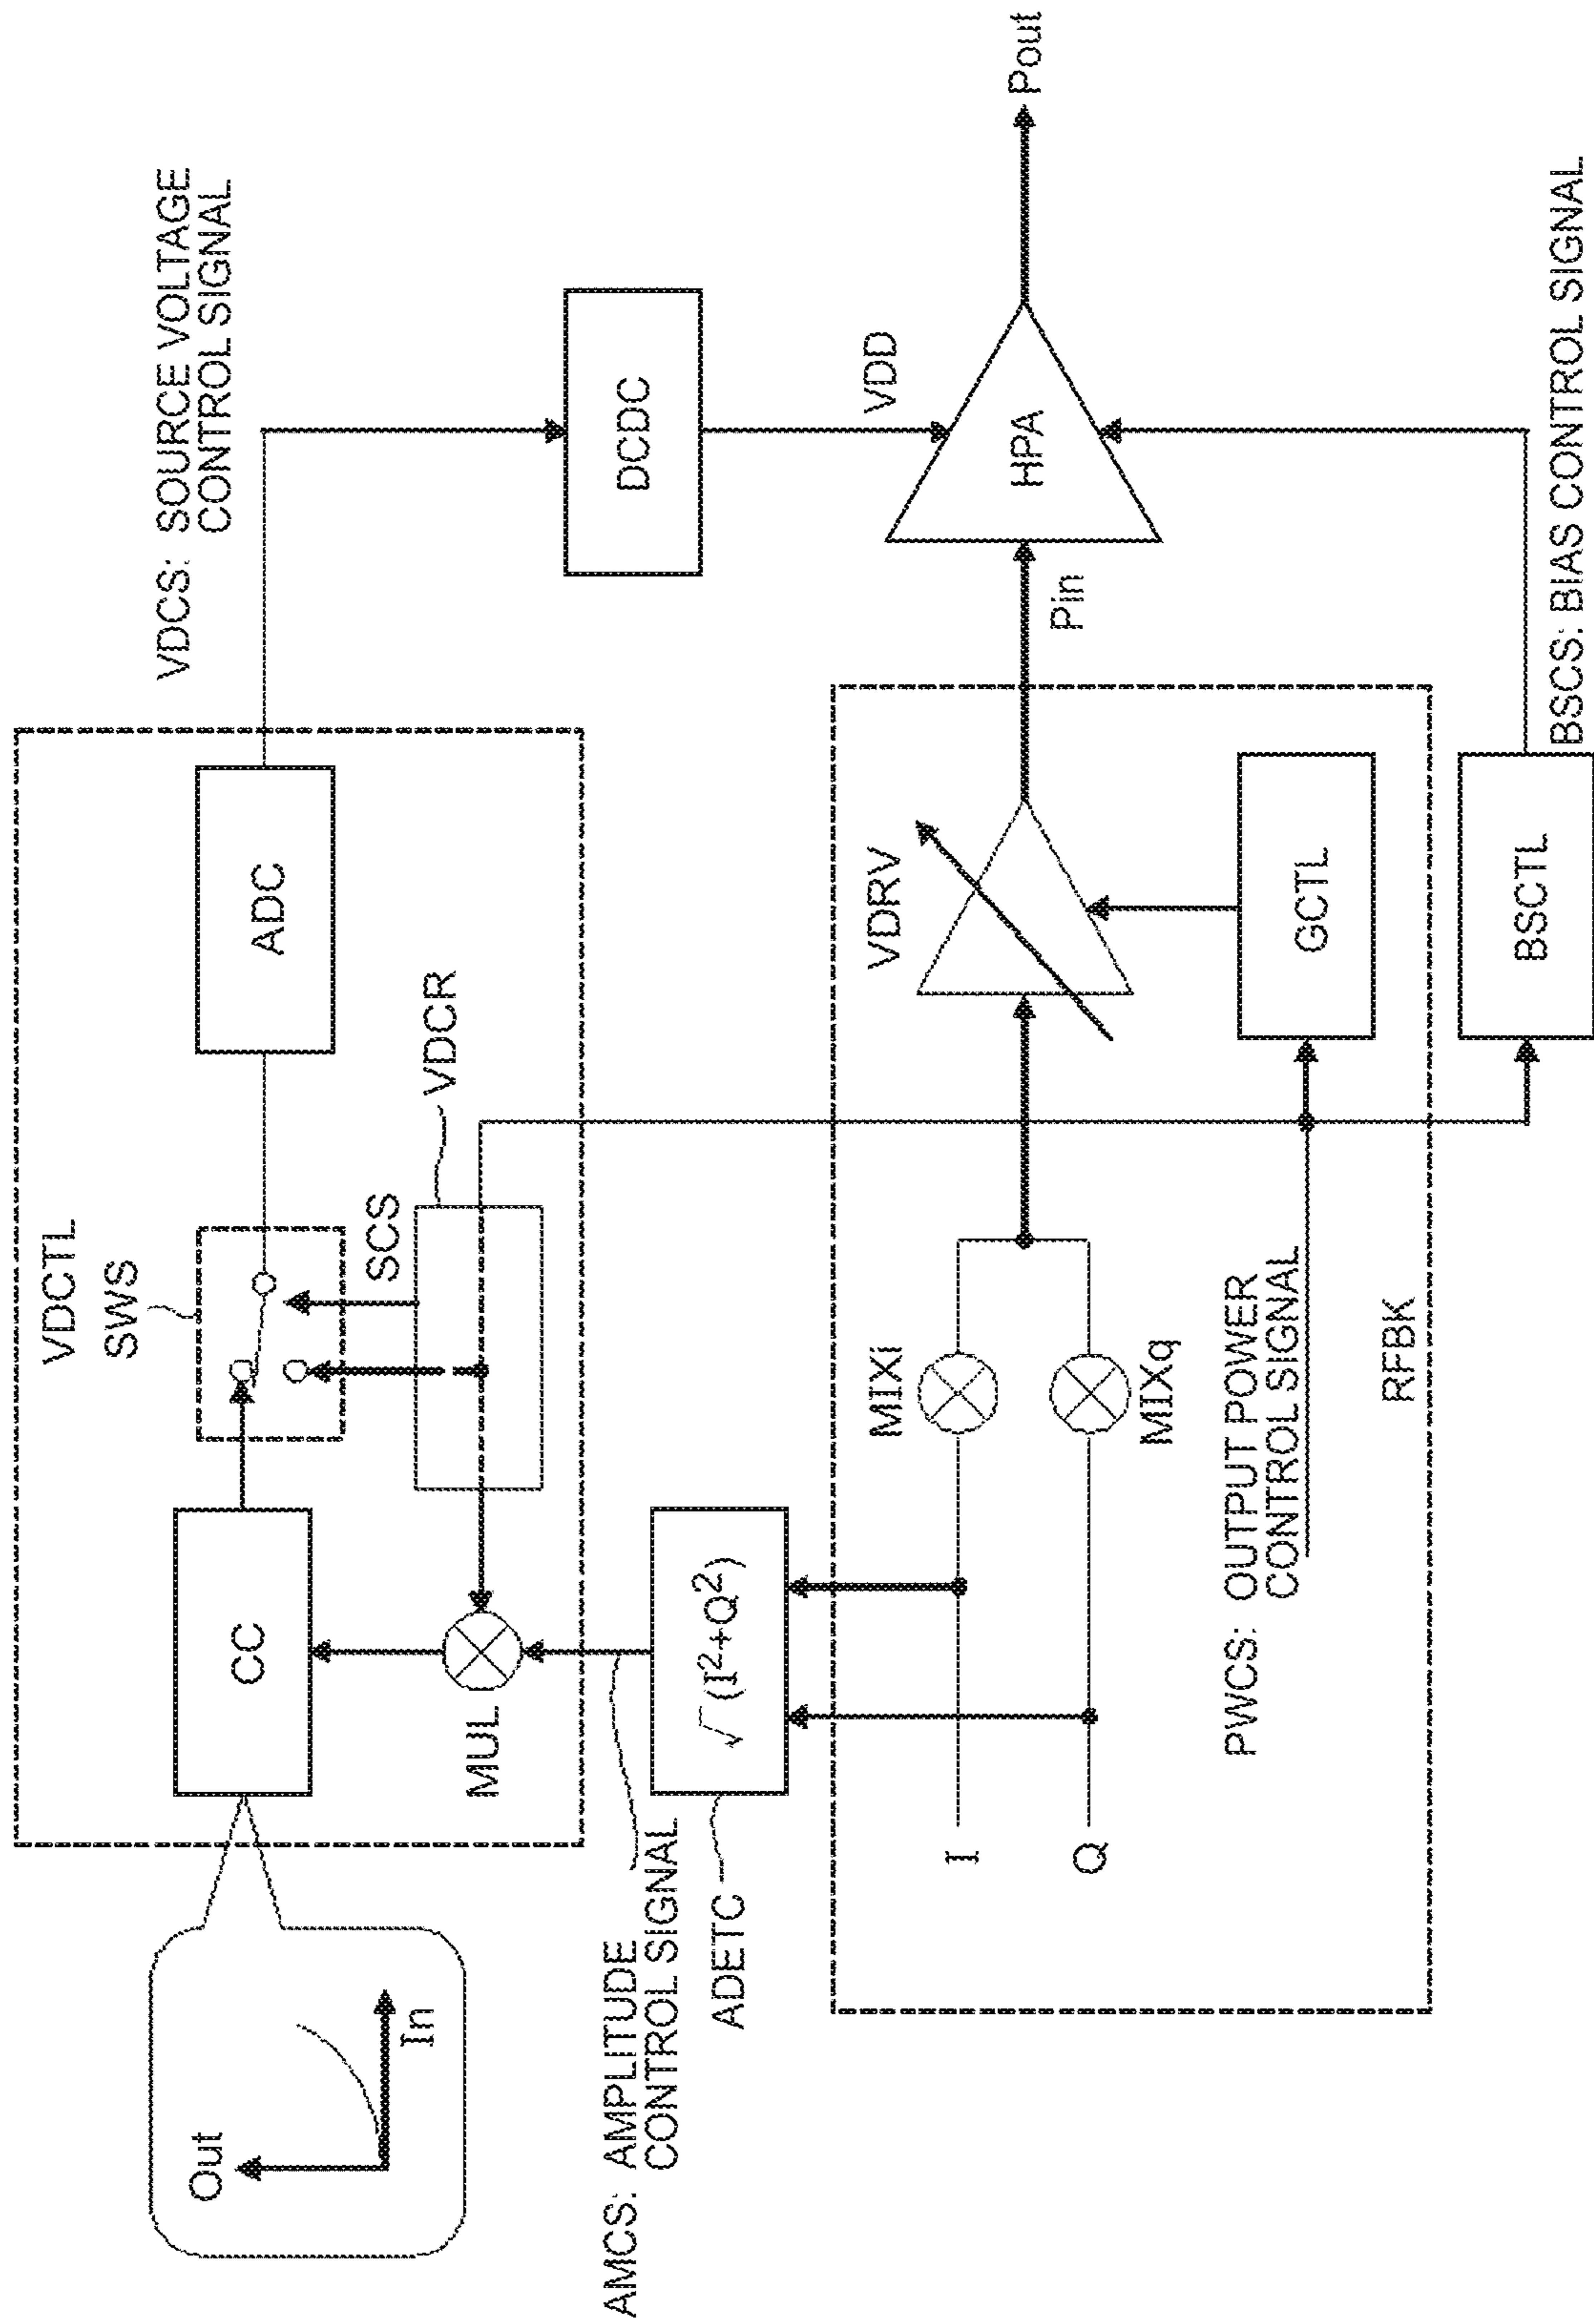 VDCS: SOURCE VOLTAGE
CONTROL SIGNAL
VDCTL
SWS
ADC
CC
Out
In
SCS
VDCR
MUL
DCDC
VDD
AMCS: AMPLITUDE
CONTROL SIGNAL
ADETC
√(I²+Q²)
I
Q
MIXi
MIXq
VDRV
Pin
HPA
Pout
PWCS: OUTPUT POWER
CONTROL SIGNAL
GCTL
RFBK
BSCTL
BSCS: BIAS CONTROL SIGNAL